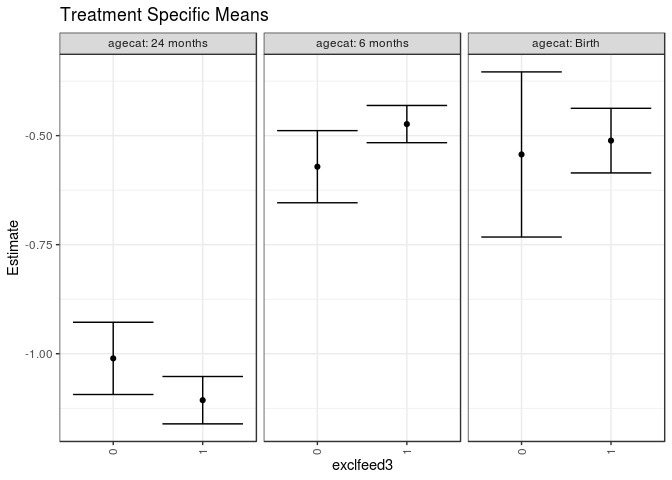 Treatment Specific Means
agecat: 24 months
agecat: 6 months
agecat: Birth
Estimate
-0.50
-0.75
-1.00
0
1
0
1
0
1
exclfeed3